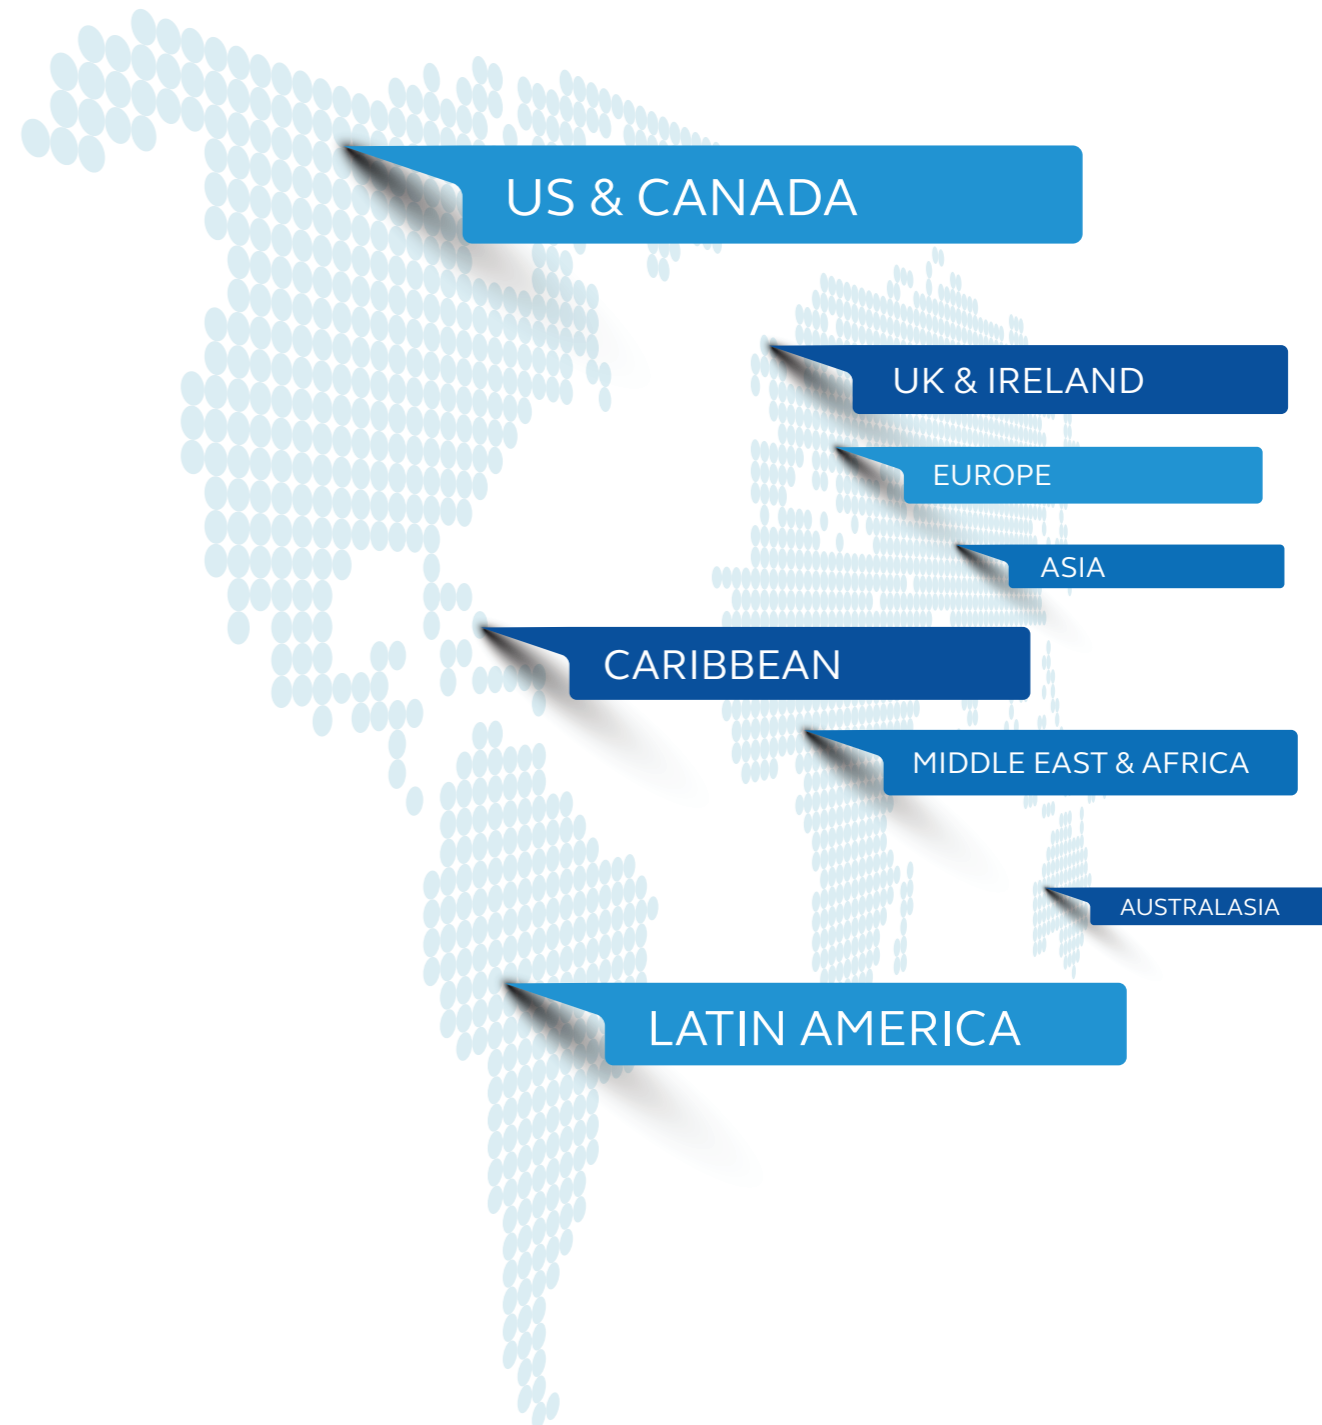 US & CANADA
UK & IRELAND
EUROPE
ASIA
CARIBBEAN
MIDDLE EAST & AFRICA
AUSTRALASIA
LATIN AMERICA